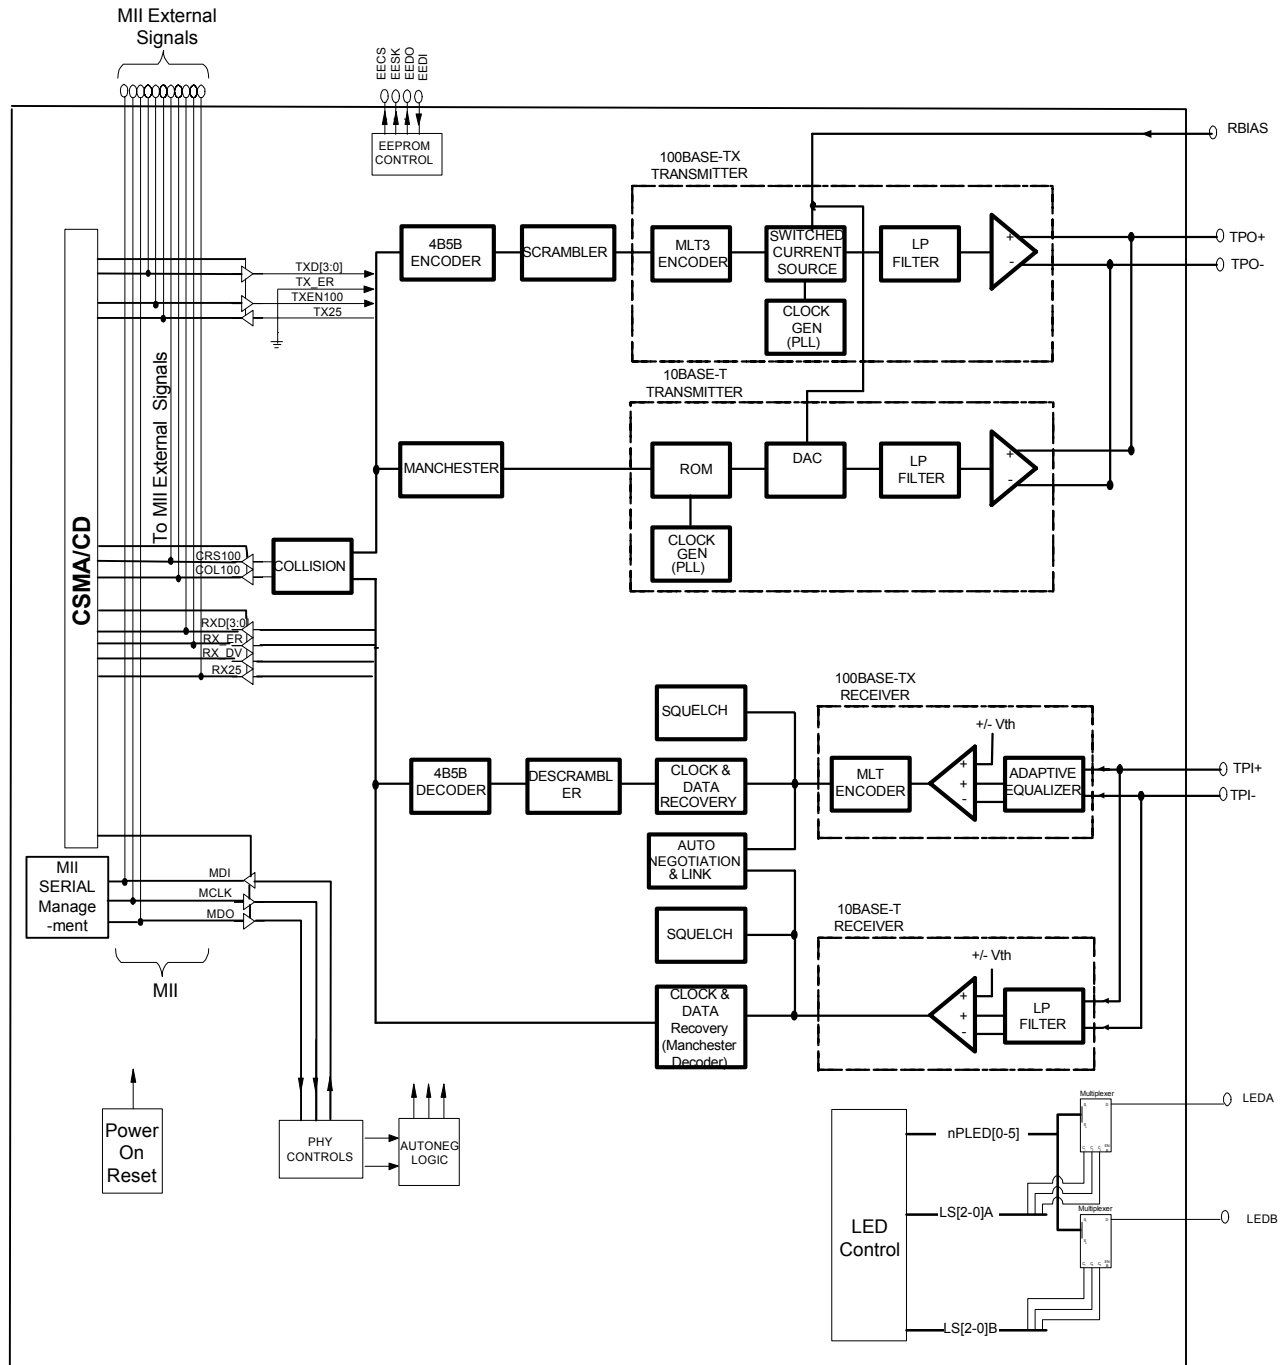 MII External
Signals
EECS
EESK
EEDO
EEDI
EEPROM
CONTROL
RBIAS
100BASE-TX
TRANSMITTER
4B5B
ENCODER
SCRAMBLER
MLT3
ENCODER
SWITCHED
CURRENT
SOURCE
LP
FILTER
+
-
TPO+
TPO-
CLOCK
GEN
(PLL)
TXD[3:0]
TX_ER
TXEN100
TX25
To MII External Signals
CSMA/CD
10BASE-T
TRANSMITTER
MANCHESTER
ROM
DAC
LP
FILTER
+
-
CLOCK
GEN
(PLL)
CRS100
COL100
COLLISION
RXD[3:0]
RX_ER
RX_DV
RX25
100BASE-TX
RECEIVER
SQUELCH
+/- Vth
4B5B
DECODER
DESCRAMBL
ER
CLOCK &
DATA
RECOVERY
MLT
ENCODER
+
+
-
ADAPTIVE
EQUALIZER
TPI+
TPI-
AUTO
NEGOTIATION
& LINK
MII
SERIAL
Manage
-ment
MDI
MCLK
MDO
MII
10BASE-T
RECEIVER
SQUELCH
+/- Vth
CLOCK &
DATA
Recovery
(Manchester
Decoder)
+
+
-
LP
FILTER
Power
On
Reset
PHY
CONTROLS
AUTONEG
LOGIC
LED
Control
nPLED[0-5]
LS[2-0]A
LS[2-0]B
Multiplexer
LEDA
Multiplexer
LEDB